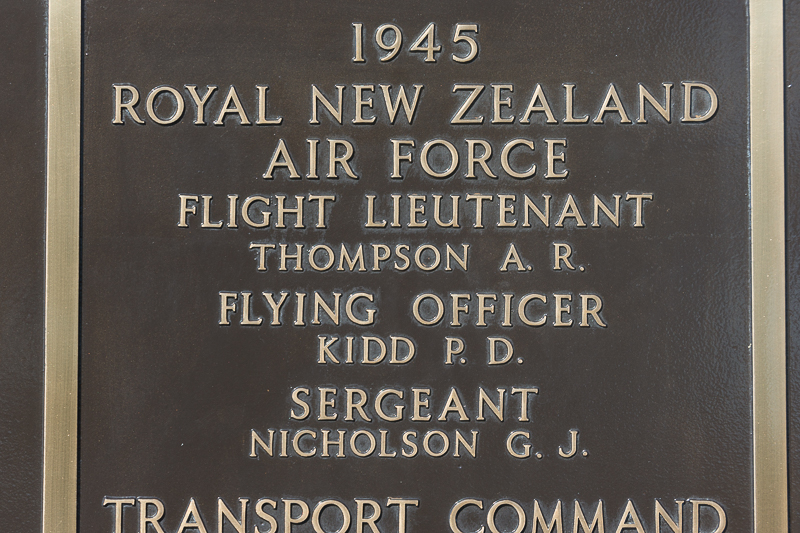 1945
ROYAL NEW ZEALAND
AIR FORCE
FLIGHT LIEUTENANT
THOMPSON A. R.
FLYING OFFICER
KIDD P. D.
SERGEANT
NICHOLSON G. J.
TRANSPORT COMMAND